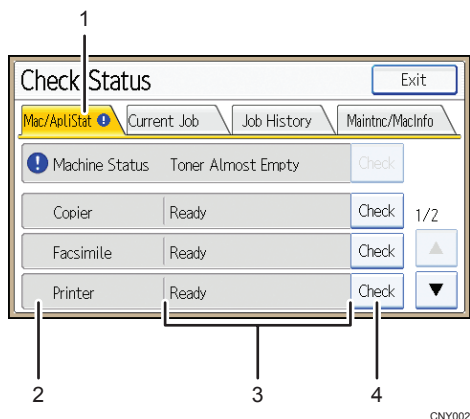 1
Check Status
Exit
Mac/ApliStat
Current Job
Job History
Maintnc/MacInfo
Machine Status Toner Almost Empty Check
Copier Ready Check 1/2
Facsimile Ready Check
Printer Ready Check
2 3 4
CNY002